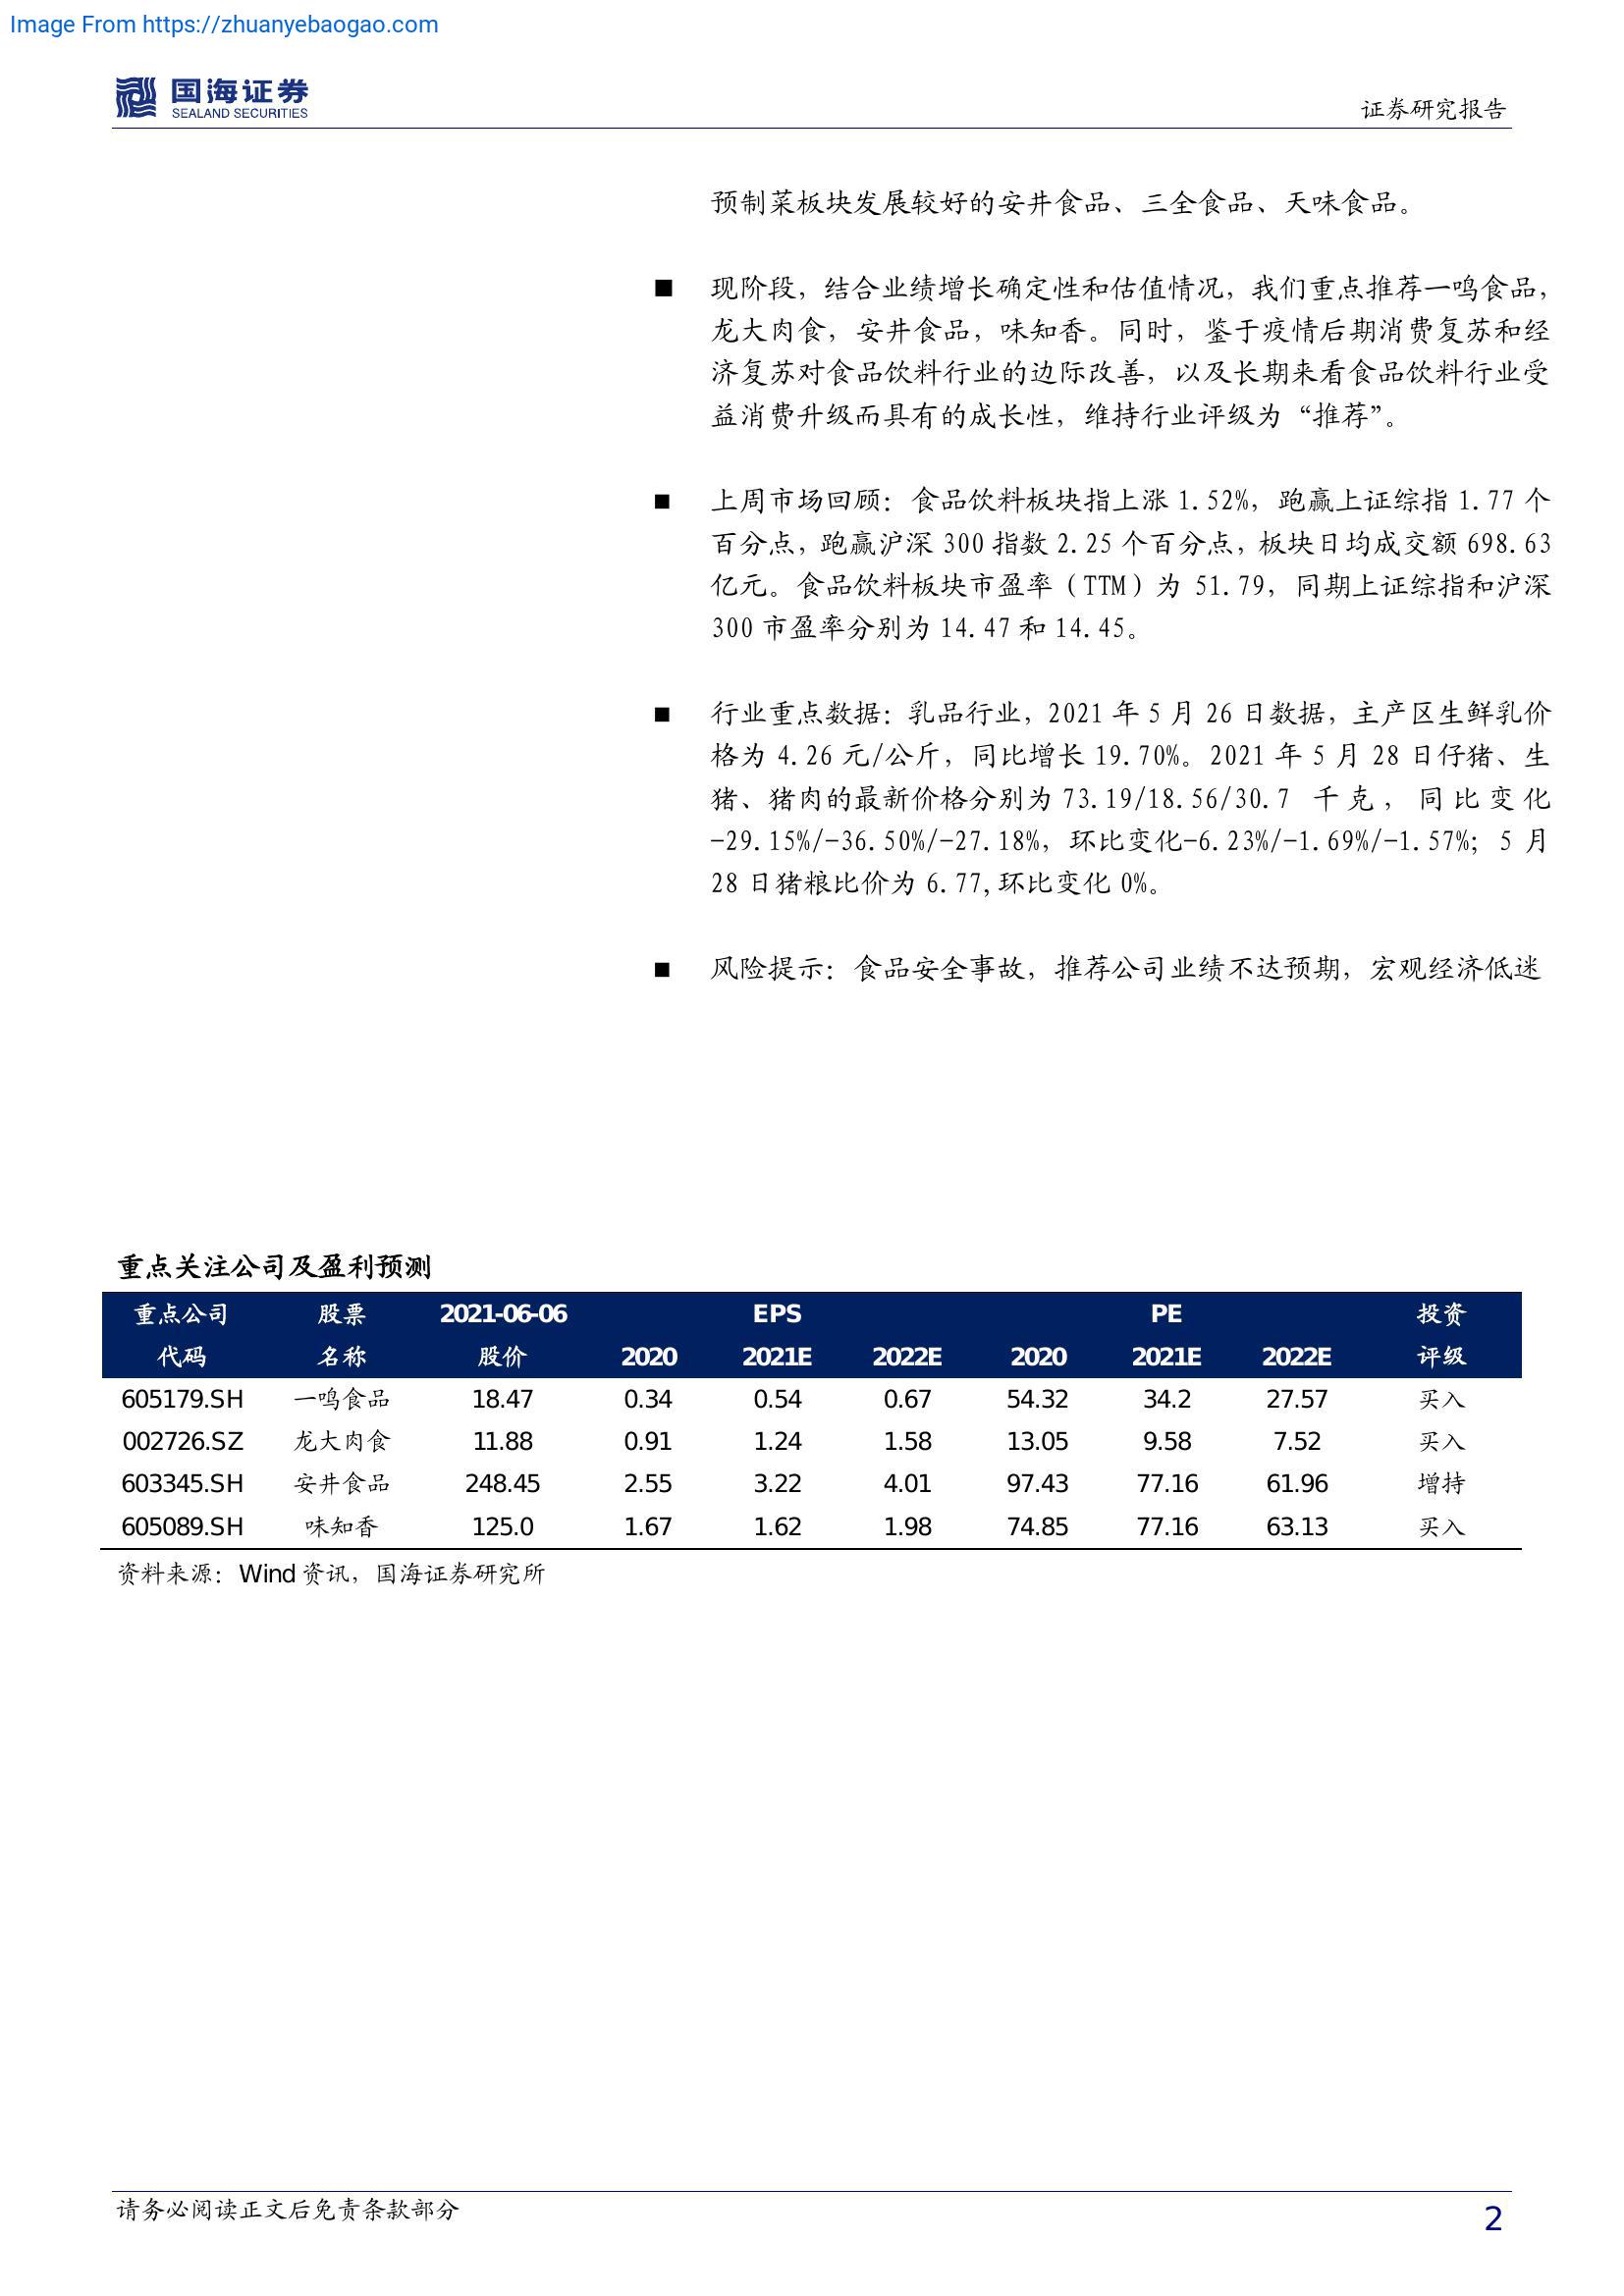 Image From https://zhuanyebaogao.com
国海证券
SEALAND SECURITIES
证券研究报告
预制菜板块发展较好的安井食品、三全食品、天味食品。
■ 现阶段，结合业绩增长确定性和估值情况，我们重点推荐一鸣食品，
龙大肉食，安井食品，味知香。同时，鉴于疫情后期消费复苏和经
济复苏对食品饮料行业的边际改善，以及长期来看食品饮料行业受
益消费升级而具有的成长性，维持行业评级为“推荐”。
■ 上周市场回顾：食品饮料板块指上涨 1.52%，跑赢上证综指 1.77 个
百分点，跑赢沪深 300 指数 2.25 个百分点，板块日均成交额 698.63
亿元。食品饮料板块市盈率（TTM）为 51.79，同期上证综指和沪深
300 市盈率分别为 14.47 和 14.45。
■ 行业重点数据：乳品行业，2021 年 5 月 26 日数据，主产区生鲜乳价
格为 4.26 元/公斤，同比增长 19.70%。2021 年 5 月 28 日仔猪、生
猪、猪肉的最新价格分别为 73.19/18.56/30.7 千克，同比变化
-29.15%/-36.50%/-27.18%，环比变化-6.23%/-1.69%/-1.57%；5 月
28 日猪粮比价为 6.77,环比变化 0%。
■ 风险提示：食品安全事故，推荐公司业绩不达预期，宏观经济低迷
重点关注公司及盈利预测
重点公司 股票 2021-06-06 EPS PE 投资
代码 名称 股价 2020 2021E 2022E 2020 2021E 2022E 评级
605179.SH 一鸣食品 18.47 0.34 0.54 0.67 54.32 34.2 27.57 买入
002726.SZ 龙大肉食 11.88 0.91 1.24 1.58 13.05 9.58 7.52 买入
603345.SH 安井食品 248.45 2.55 3.22 4.01 97.43 77.16 61.96 增持
605089.SH 味知香 125.0 1.67 1.62 1.98 74.85 77.16 63.13 买入
资料来源：Wind 资讯，国海证券研究所
请务必阅读正文后免责条款部分
2